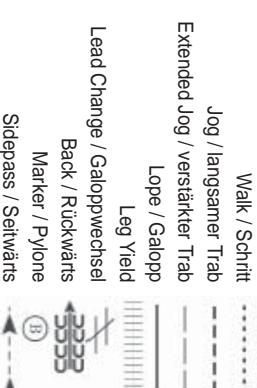 Walk / Schritt
Jog / langsamer Trab
Extended Jog / verstärkter Trab
Lope / Galopp
Leg Yield
Lead Change / Galoppwechsel
Back / Rückwärts
Marker / Pylone
B
Sidepass / Seitwärts